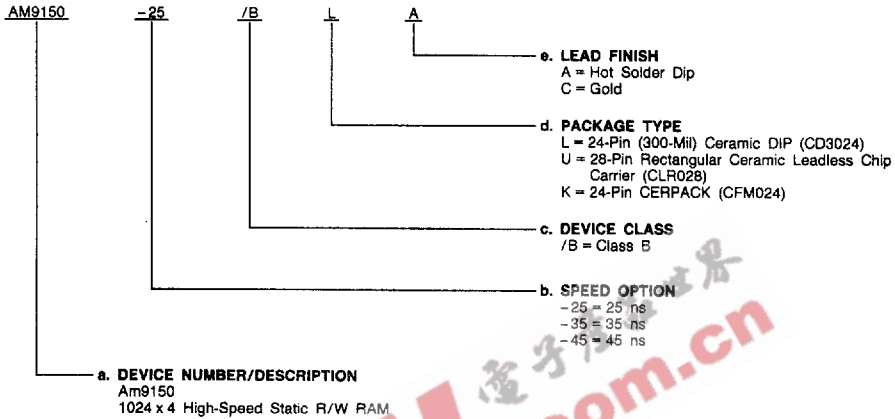 AM9150 -25 /B L A
e. LEAD FINISH
A = Hot Solder Dip
C = Gold
d. PACKAGE TYPE
L = 24-Pin (300-Mil) Ceramic DIP (CD3024)
U = 28-Pin Rectangular Ceramic Leadless Chip
Carrier (CLR028)
K = 24-Pin CERPACK (CFM024)
c. DEVICE CLASS
/B = Class B
b. SPEED OPTION
-25 = 25 ns
-35 = 35 ns
-45 = 45 ns
a. DEVICE NUMBER/DESCRIPTION
Am9150
1024 x 4 High-Speed Static R/W RAM
om.cn